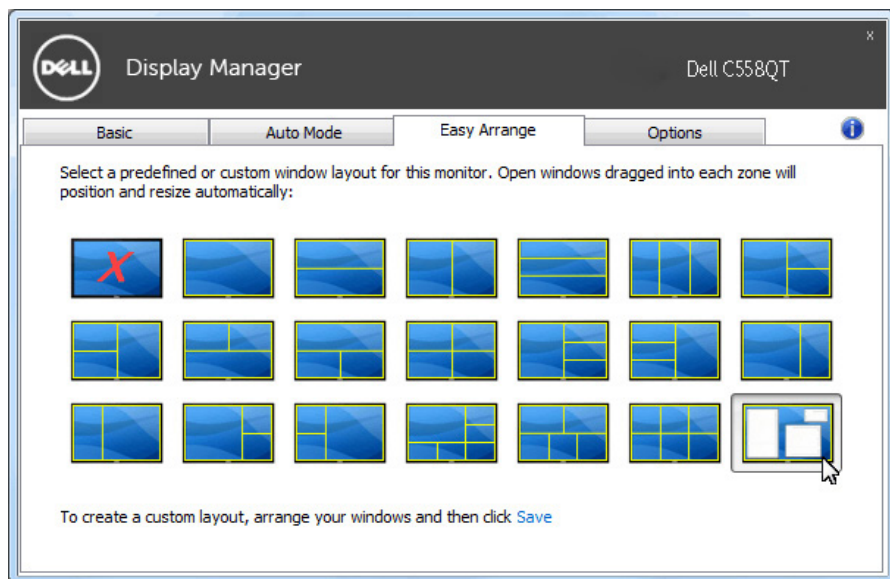 x
DELL
Display Manager
Dell C558QT
Basic
Auto Mode
Easy Arrange
Options
i
Select a predefined or custom window layout for this monitor. Open windows dragged into each zone will
position and resize automatically:
X
To create a custom layout, arrange your windows and then click Save